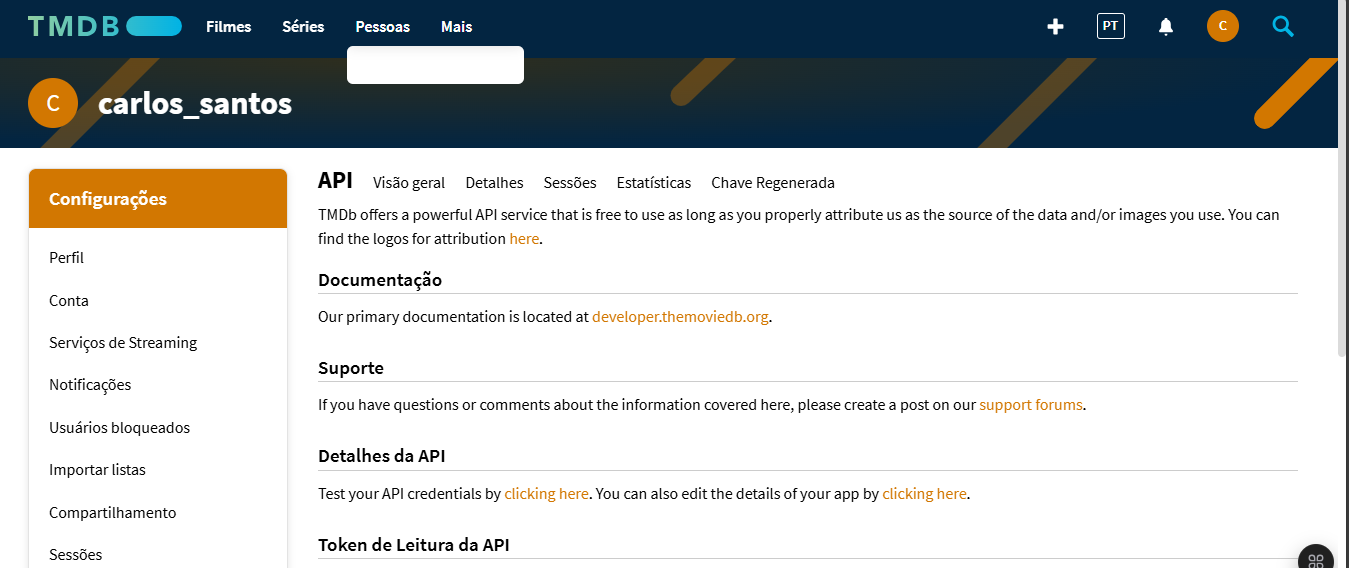 TMDB Filmes Séries Pessoas Mais PT C
C carlos_santos
Configurações
Perfil
Conta
Serviços de Streaming
Notificações
Usuários bloqueados
Importar listas
Compartilhamento
Sessões
API Visão geral Detalhes Sessões Estatísticas Chave Regenerada
TMDb offers a powerful API service that is free to use as long as you properly attribute us as the source of the data and/or images you use. You can
find the logos for attribution here.
Documentação
Our primary documentation is located at developer.themoviedb.org.
Suporte
If you have questions or comments about the information covered here, please create a post on our support forums.
Detalhes da API
Test your API credentials by clicking here. You can also edit the details of your app by clicking here.
Token de Leitura da API